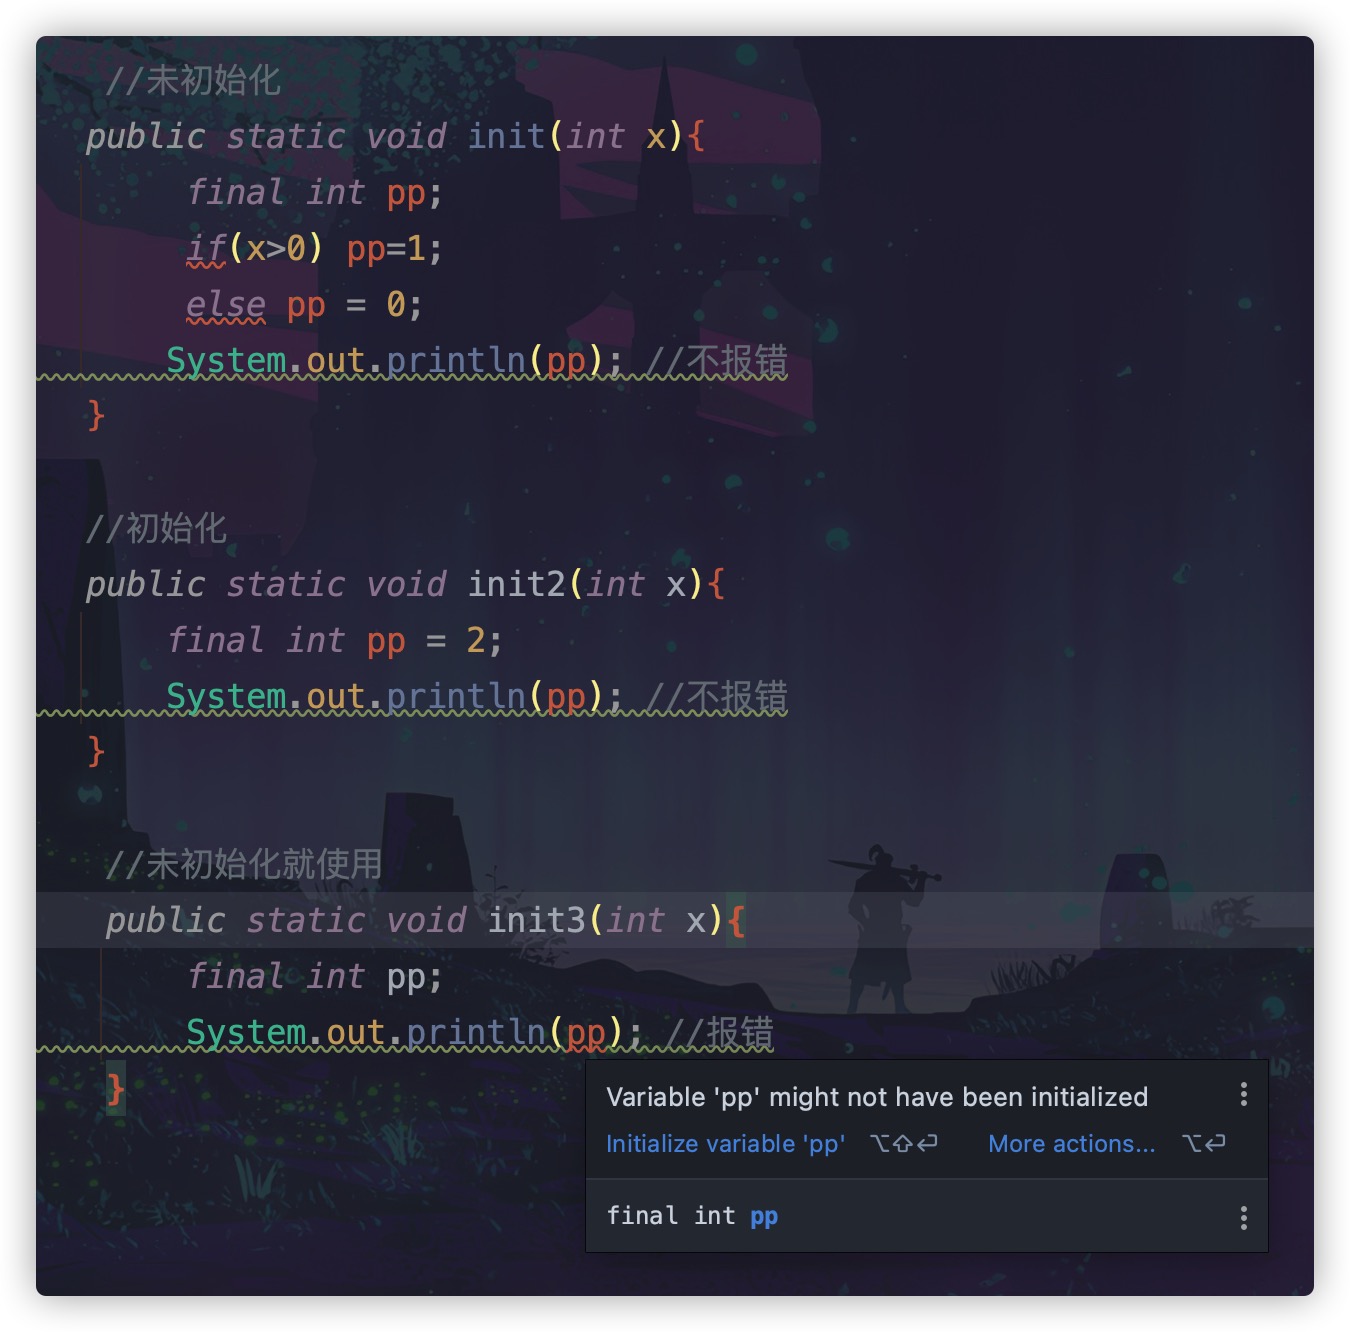 //未初始化
public static void init(int x){
final int pp;
if(x>0) pp=1;
else pp = 0;
System.out.println(pp); //不报错
}
//初始化
public static void init2(int x){
final int pp = 2;
System.out.println(pp); //不报错
}
//未初始化就使用
public static void init3(int x){
final int pp;
System.out.println(pp); //报错
}
Variable 'pp' might not have been initialized
Initialize variable 'pp' ⌥⇧⏎ More actions... ⌥⏎
final int pp